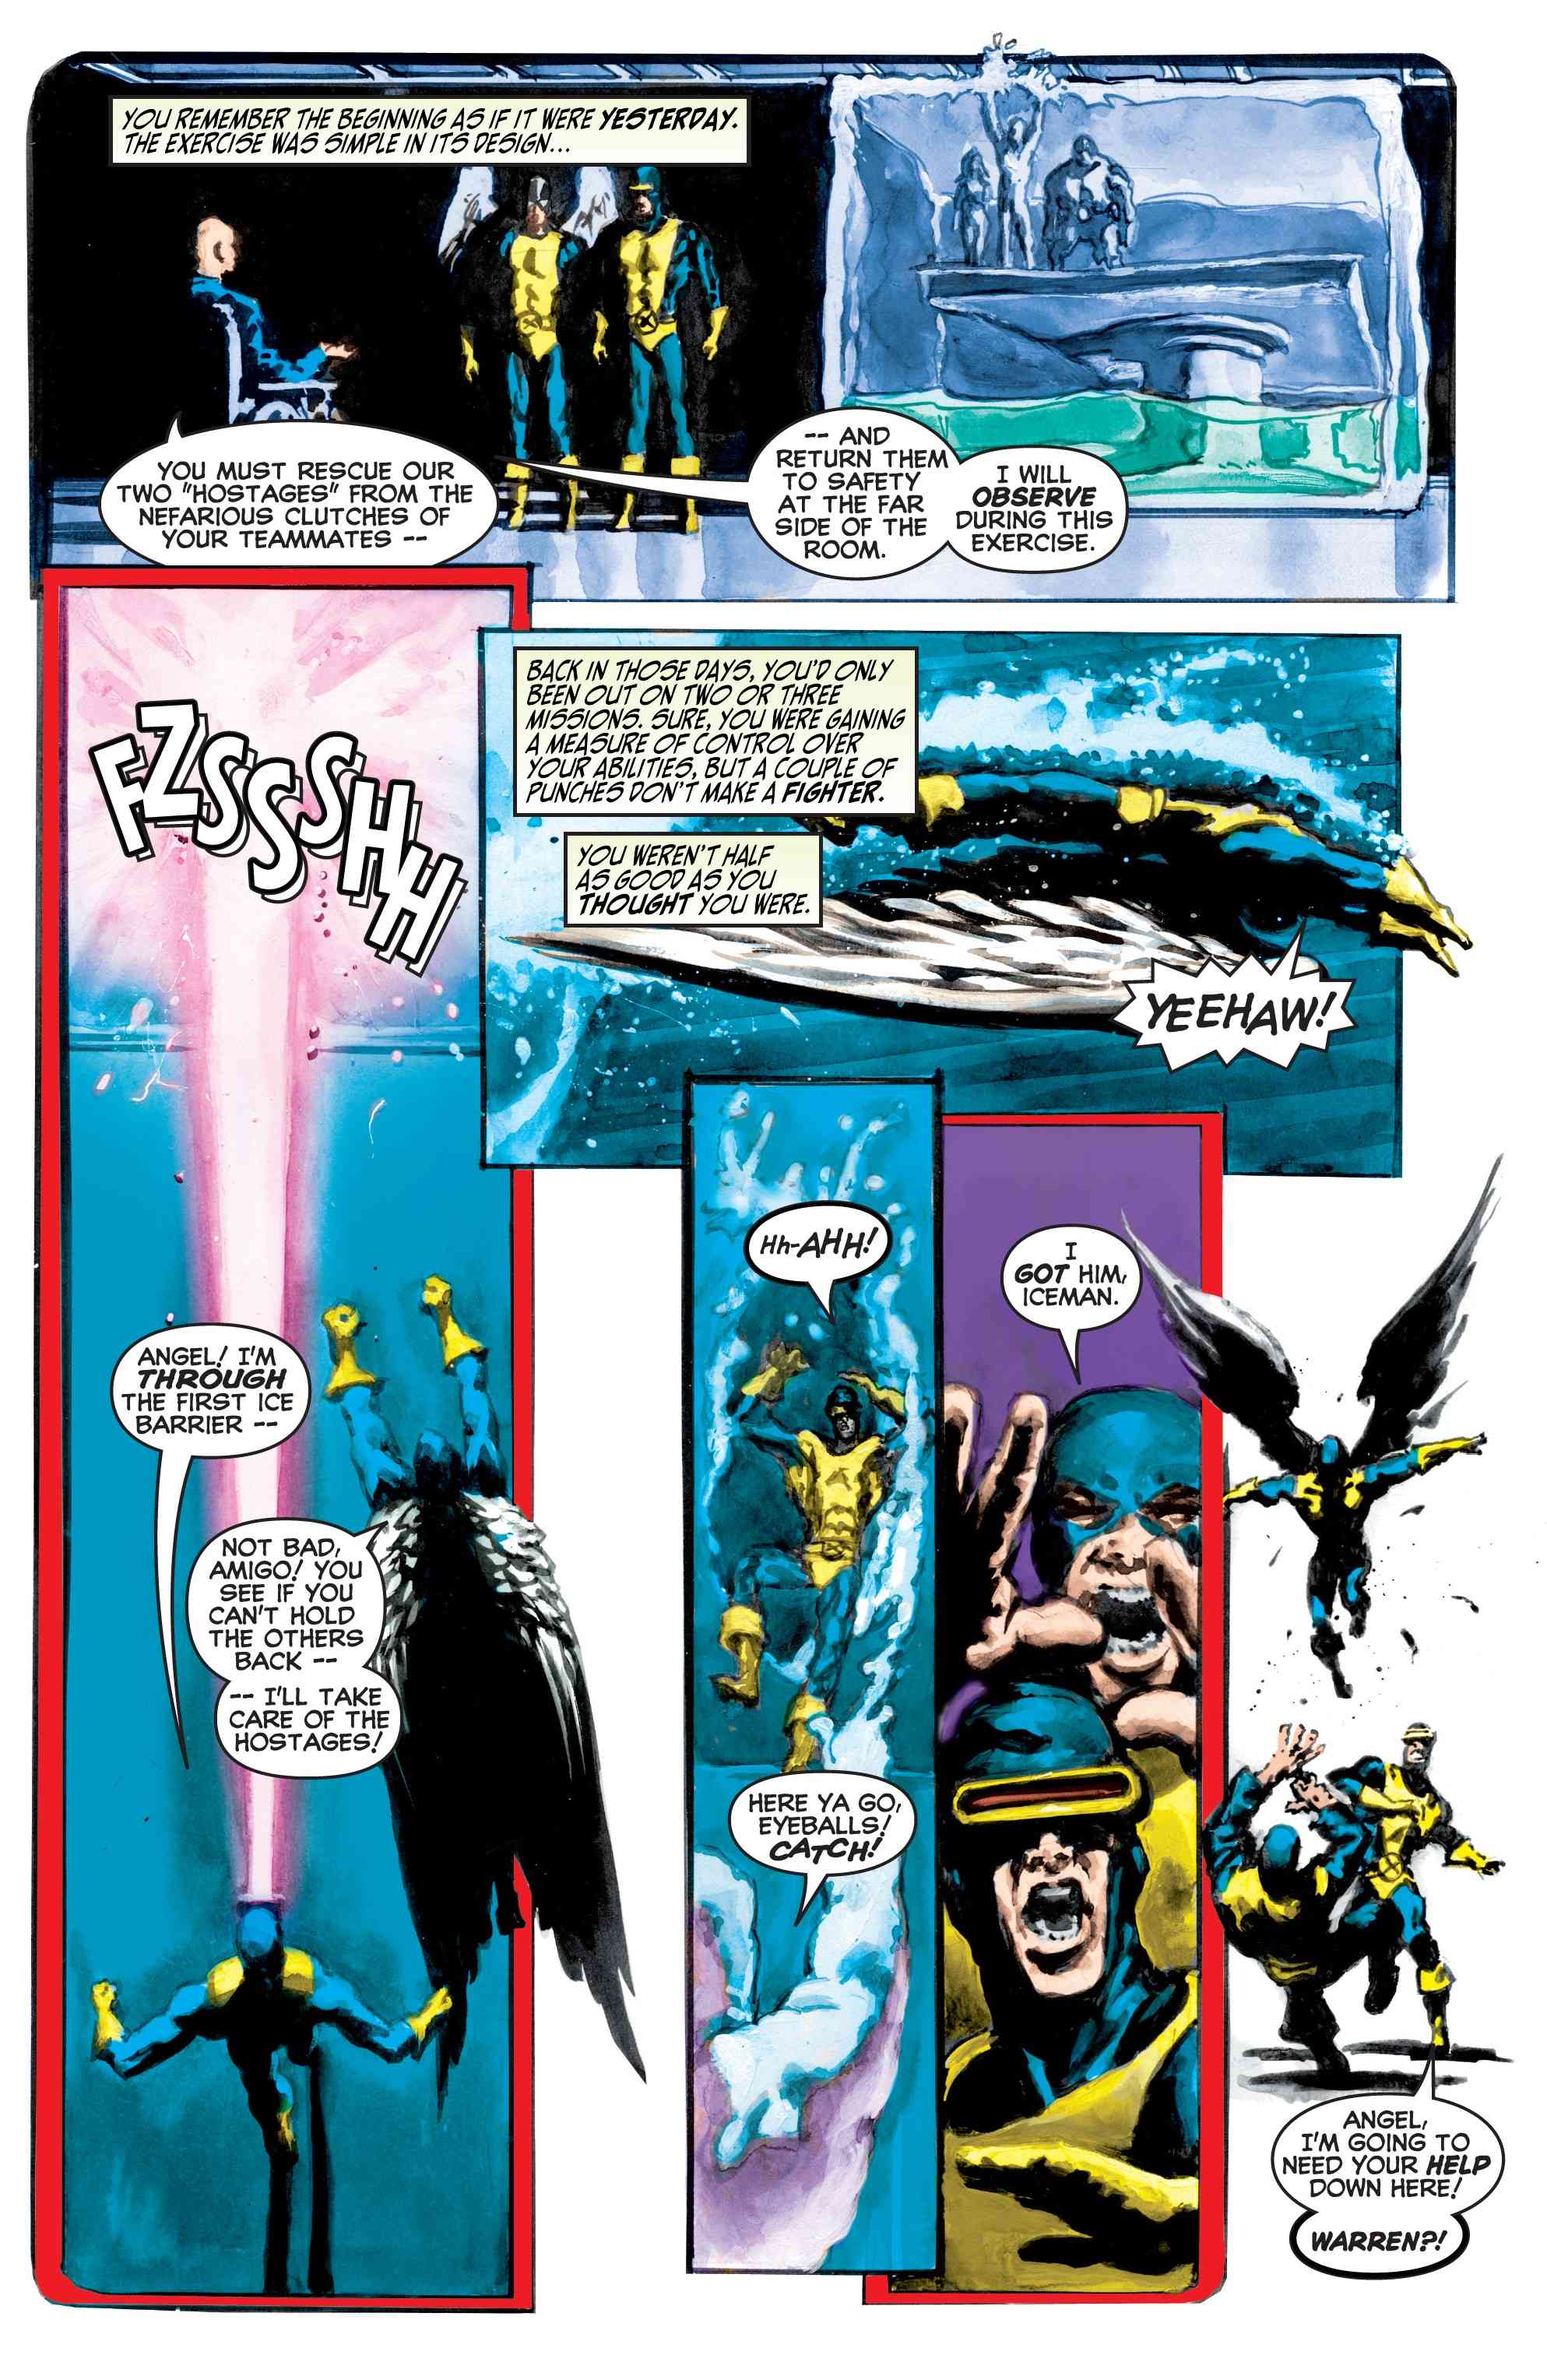 YOU REMEMBER THE BEGINNING AS IF IT WERE YESTERDAY.
THE EXERCISE WAS SIMPLE IN ITS DESIGN...
YOU MUST RESCUE OUR
TWO "HOSTAGES" FROM THE
NEFARIOUS CLUTCHES OF
YOUR TEAMMATES --
-- AND
RETURN THEM
TO SAFETY
AT THE FAR
SIDE OF THE
ROOM.
I WILL
OBSERVE
DURING THIS
EXERCISE.
FZSSSHH
ANGEL! I'M
THROUGH
THE FIRST ICE
BARRIER --
NOT BAD,
AMIGO! YOU
SEE IF YOU
CAN'T HOLD
THE OTHERS
BACK --
-- I'LL TAKE
CARE OF THE
HOSTAGES!
BACK IN THOSE DAYS, YOU'D ONLY
BEEN OUT ON TWO OR THREE
MISSIONS. SURE, YOU WERE GAINING
A MEASURE OF CONTROL OVER
YOUR ABILITIES, BUT A COUPLE OF
PUNCHES DON'T MAKE A FIGHTER.
YOU WEREN'T HALF
AS GOOD AS YOU
THOUGHT YOU WERE.
YEEHAW!
Hh-AHH!
HERE YA GO,
EYEBALLS!
CATCH!
I
GOT HIM,
ICEMAN.
ANGEL,
I'M GOING TO
NEED YOUR HELP
DOWN HERE!
WARREN?!